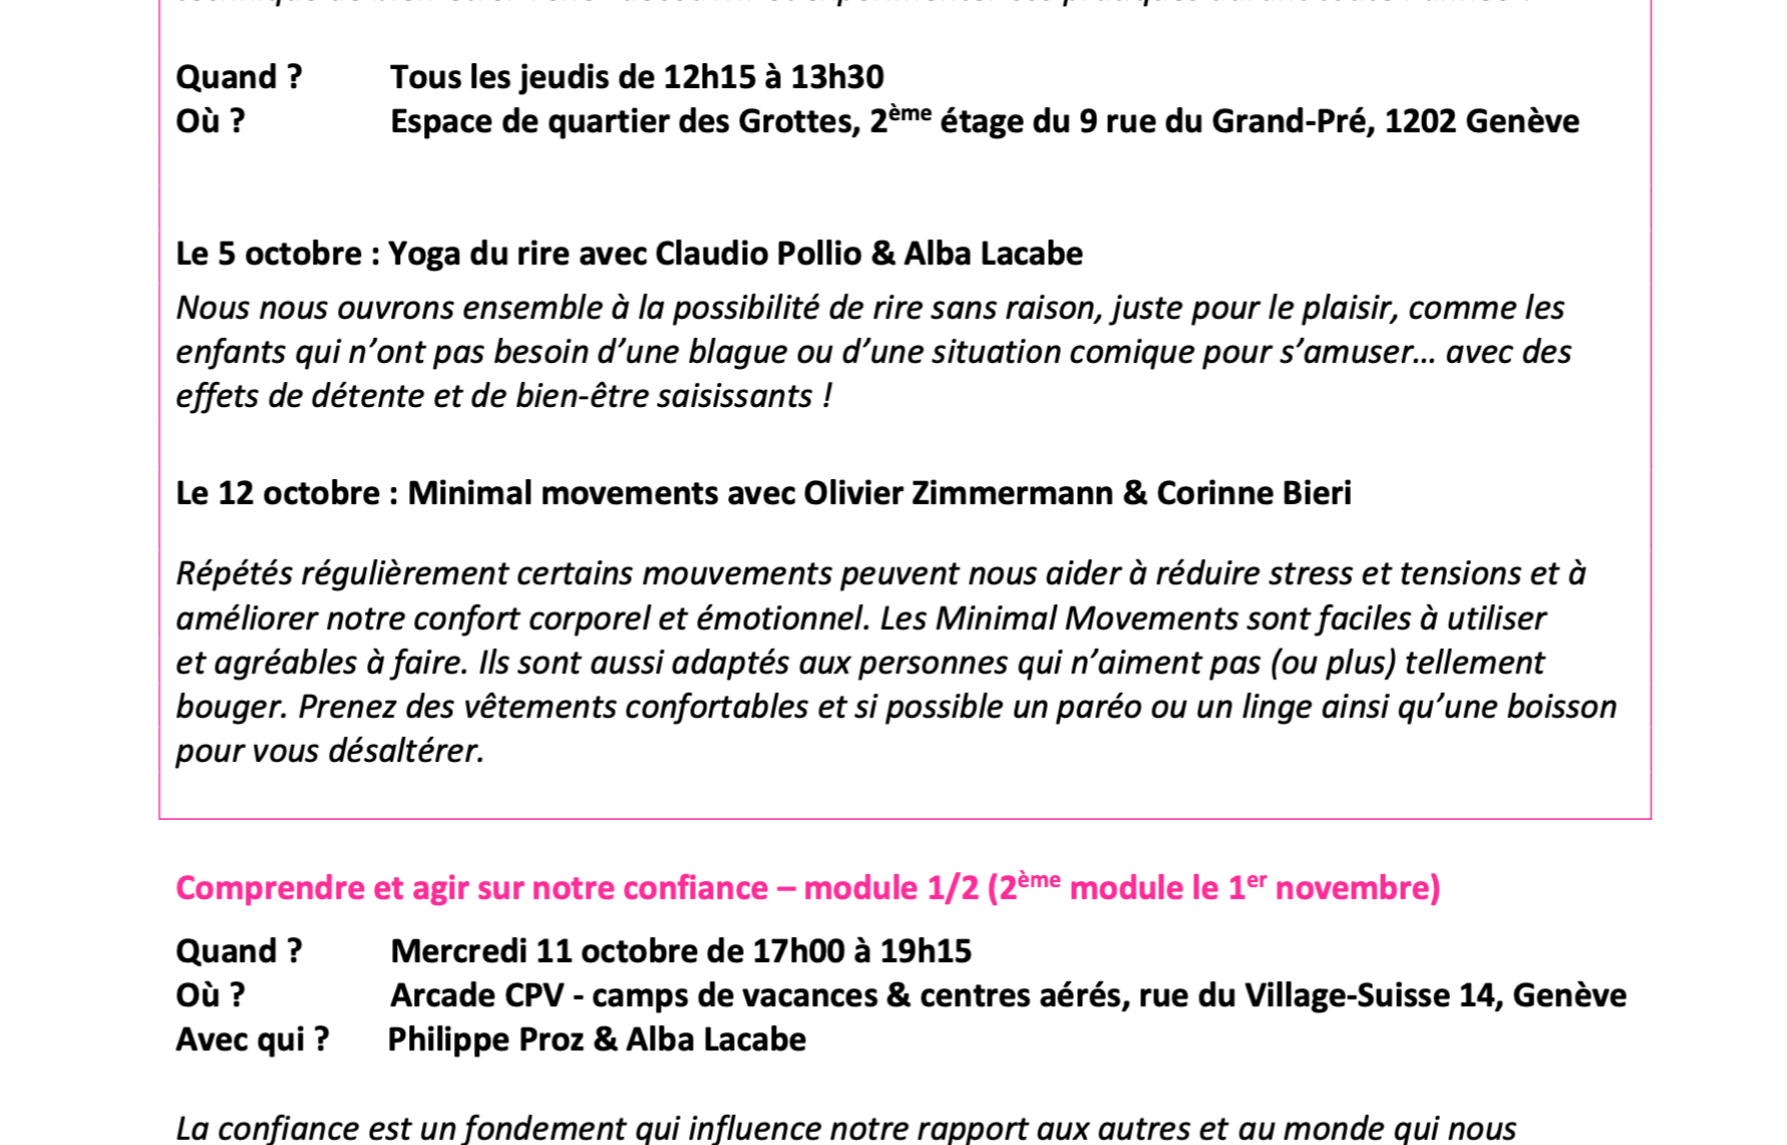 Quand ? Tous les jeudis de 12h15 à 13h30
Où ? Espace de quartier des Grottes, 2ème étage du 9 rue du Grand-Pré, 1202 Genève
Le 5 octobre : Yoga du rire avec Claudio Pollio & Alba Lacabe
Nous nous ouvrons ensemble à la possibilité de rire sans raison, juste pour le plaisir, comme les
enfants qui n’ont pas besoin d’une blague ou d’une situation comique pour s’amuser... avec des
effets de détente et de bien-être saisissants !
Le 12 octobre : Minimal movements avec Olivier Zimmermann & Corinne Bieri
Répétés régulièrement certains mouvements peuvent nous aider à réduire stress et tensions et à
améliorer notre confort corporel et émotionnel. Les Minimal Movements sont faciles à utiliser
et agréables à faire. Ils sont aussi adaptés aux personnes qui n’aiment pas (ou plus) tellement
bouger. Prenez des vêtements confortables et si possible un paréo ou un linge ainsi qu’une boisson
pour vous désaltérer.
Comprendre et agir sur notre confiance – module 1/2 (2ème module le 1er novembre)
Quand ? Mercredi 11 octobre de 17h00 à 19h15
Où ? Arcade CPV - camps de vacances & centres aérés, rue du Village-Suisse 14, Genève
Avec qui ? Philippe Proz & Alba Lacabe
La confiance est un fondement qui influence notre rapport aux autres et au monde qui nous